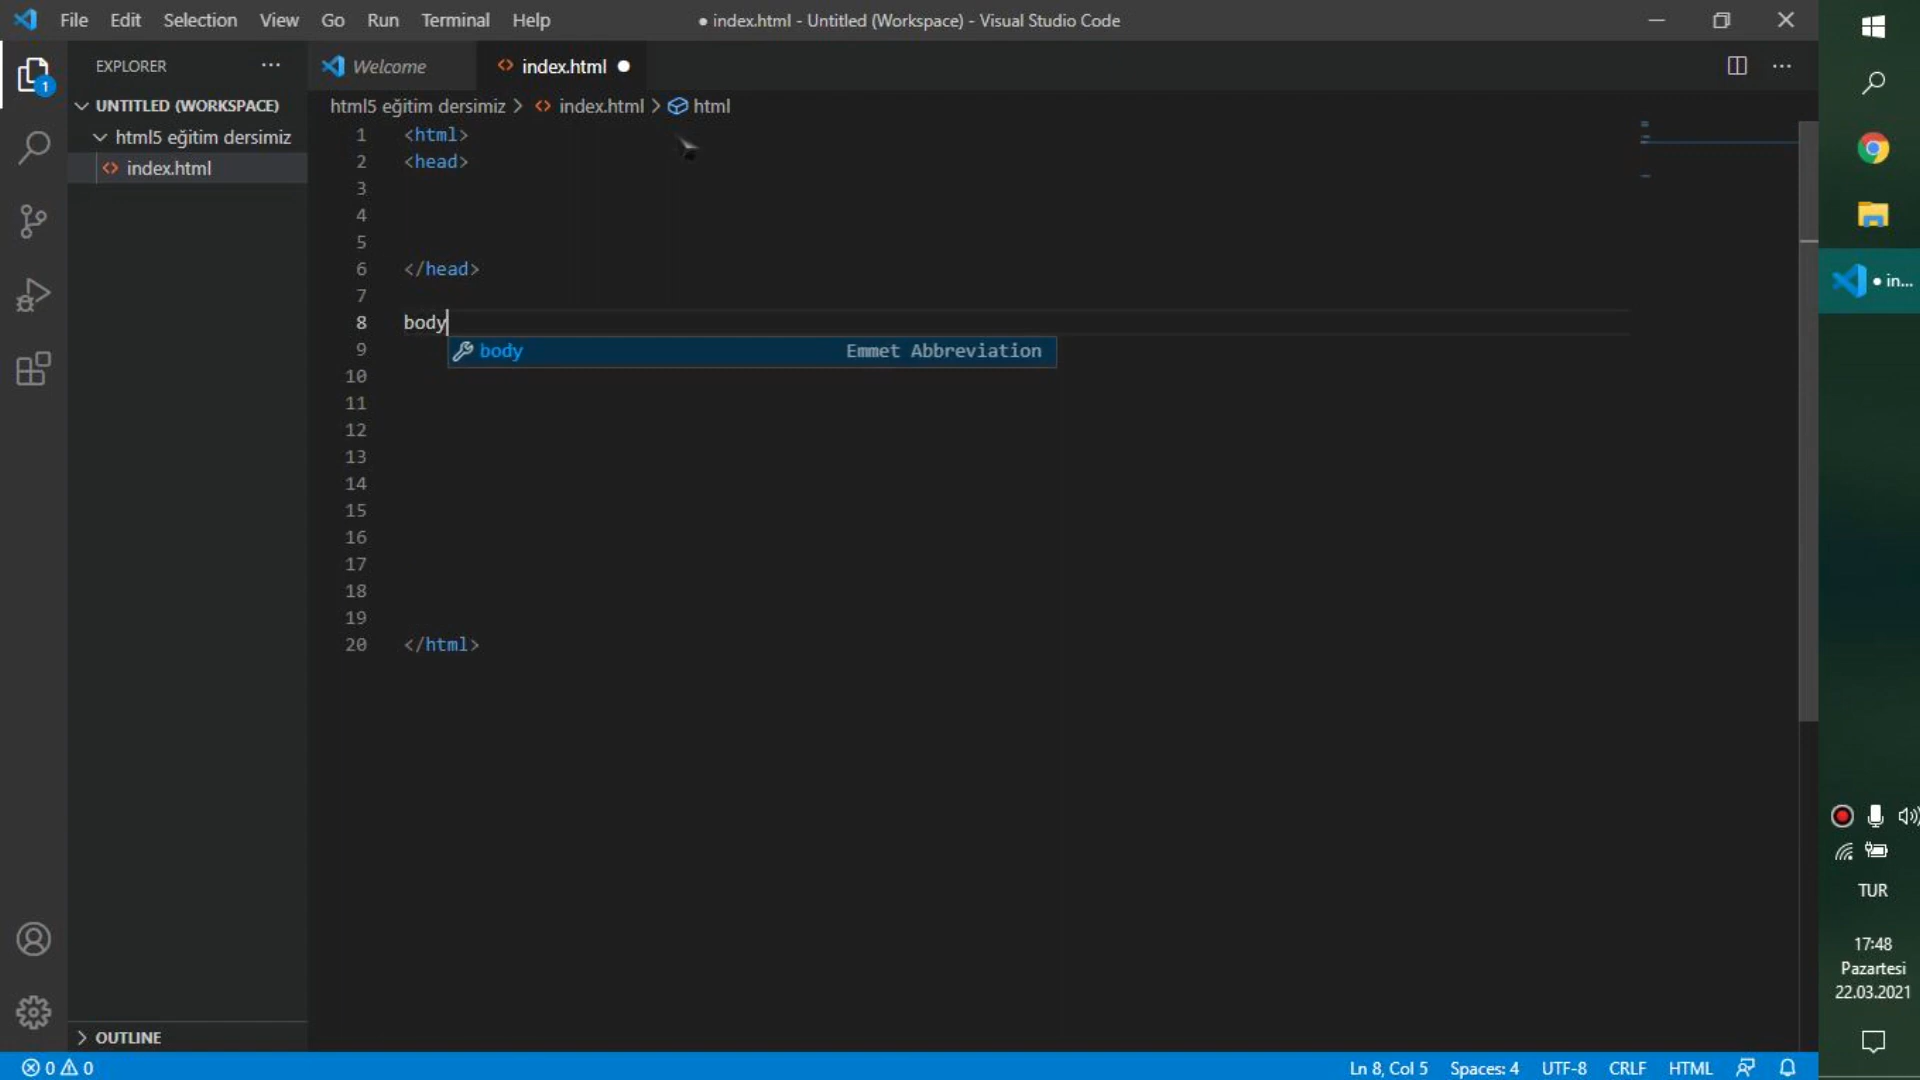 File Edit Selection View Go Run Terminal Help
● index.html - Untitled (Workspace) - Visual Studio Code
EXPLORER
Welcome
index.html
1
UNTITLED (WORKSPACE)
html5 eğitim dersimiz
index.html
html5 eğitim dersimiz > index.html > html
1 <html>
2 <head>
3
4
5
6 </head>
7
8 body
body Emmet Abbreviation
9
10
11
12
13
14
15
16
17
18
19
20 </html>
● in...
TUR
17:48
Pazartesi
22.03.2021
OUTLINE
0 0
Ln 8, Col 5 Spaces: 4 UTF-8 CRLF HTML